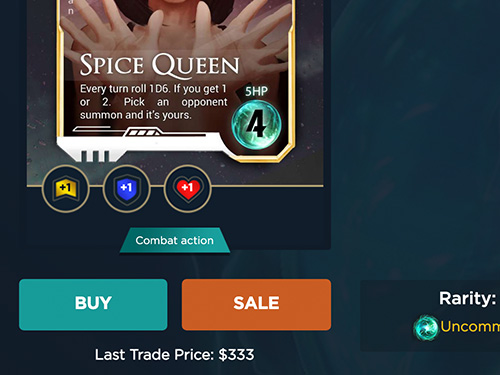 an
SPICE QUEEN
Every turn roll 1D6. If you get 1
or 2. Pick an opponent
summon and it's yours.
5HP
4
+1
+1
+1
Combat action
BUY
SALE
Rarity:
Uncomm
Last Trade Price: $333